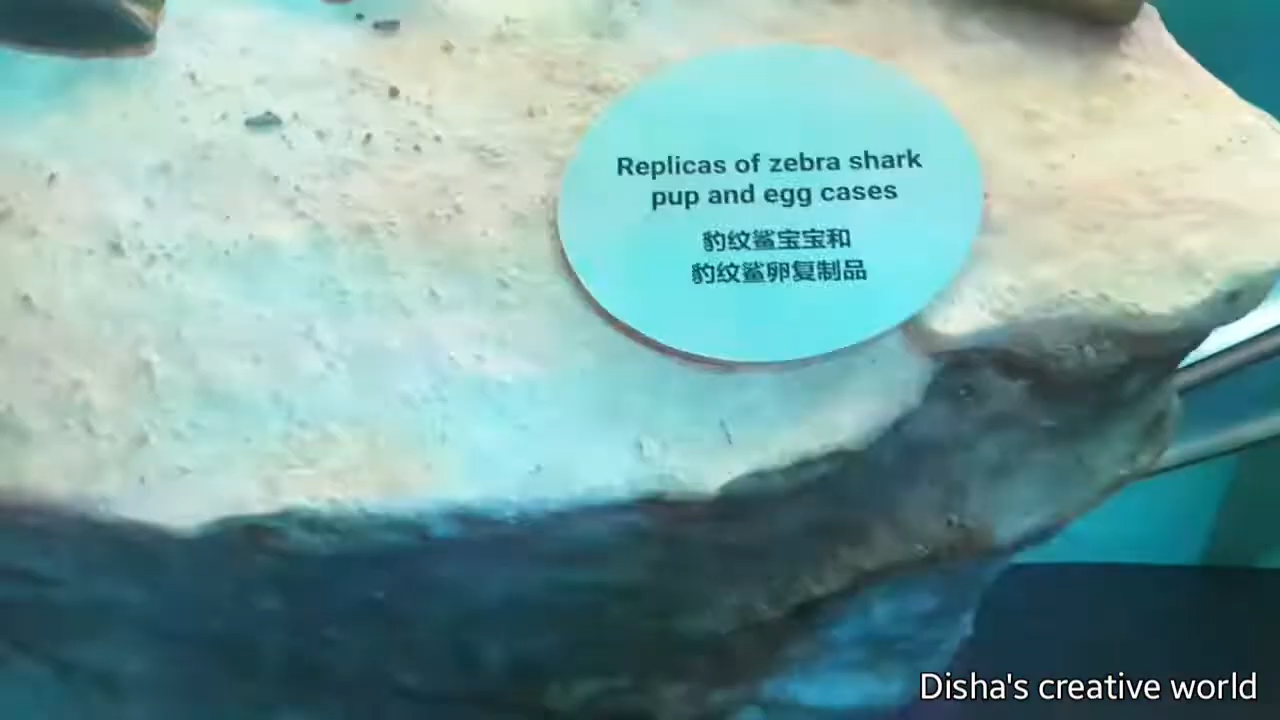 Replicas of zebra shark
pup and egg cases
豹纹鲨宝宝和
豹纹鲨卵复制品
Disha's creative world